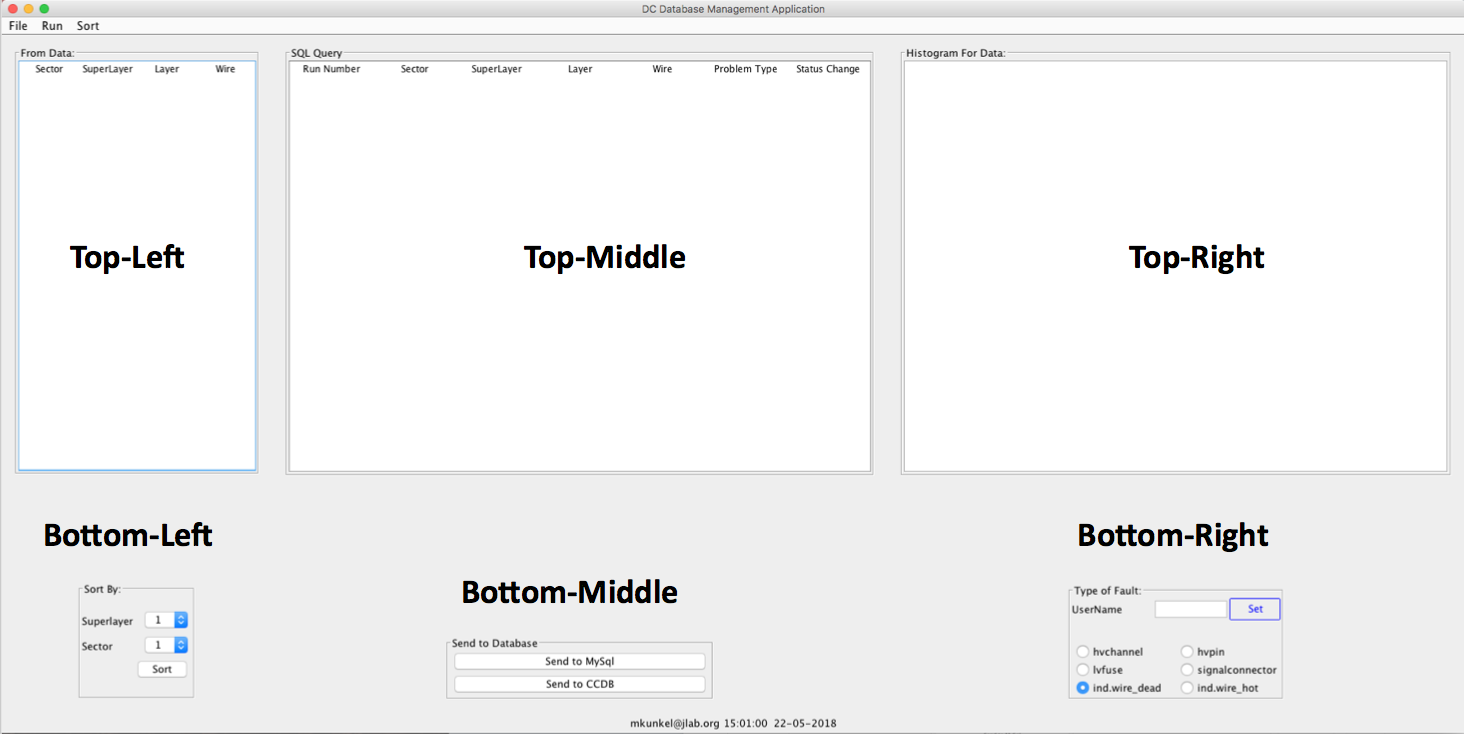 DC Database Management Application
File Run Sort
From Data:
Sector SuperLayer Layer Wire
SQL Query
Run Number Sector SuperLayer Layer Wire Problem Type Status Change
Histogram For Data:
Top-Left
Top-Middle
Top-Right
Bottom-Left
Sort By:
Superlayer 1
Sector 1
Sort
Bottom-Middle
Send to Database
Send to MySql
Send to CCDB
Bottom-Right
Type of Fault:
UserName Set
hvchannel hvpin
lvfuse signalconnector
ind.wire_dead ind.wire_hot
mkunkel@jlab.org 15:01:00 22-05-2018